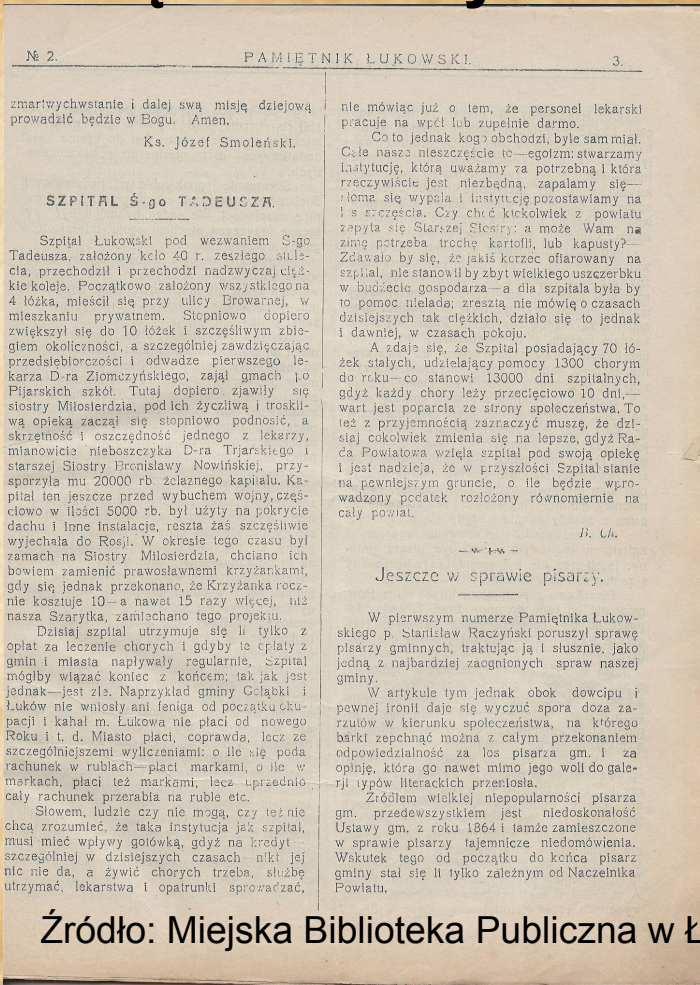 № 2.
PAMIĘTNIK ŁUKOWSKI.
3.
zmartwychwstanie i dalej swą misję dziejową
prowadzić będzie w Bogu. Amen.
Ks. Józef Smoleński.
SZPITAL Ś-go TADEUSZA.
Szpital Łukowski pod wezwaniem Ś-go
Tadeusza, założony koło 40 r. zeszłego stule-
cia, przechodził i przechodzi nadzwyczaj cięż-
kie koleje. Początkowo założony wszystkiego na
4 łóżka, mieścił się przy ulicy Browarnej, w
mieszkaniu prywatnem. Stopniowo dopiero
zwiększył się do 10 łóżek i szczęśliwym zbie-
giem okoliczności, a szczególniej zawdzięczając
przedsiębiorczości i odwadze pierwszego le-
karza D-ra Ziomczyńskiego, zajął gmach po
Pijarskich szkół. Tutaj dopiero zjawiły się
siostry Miłosierdzia, pod ich życzliwą i troskli-
wą opieką zaczął się stopniowo podnosić, a
skrzętność i oszczędność jednego z lekarzy,
mianowicie nieboszczyka D-ra Trjarskiego i
starszej Siostry Bronisławy Nowińskiej, przy-
sporzyła mu 20000 rb. żelaznego kapitału. Ka-
pitał ten jeszcze przed wybuchem wojny, częś-
ciowo w ilości 5000 rb. był użyty na pokrycie
dachu i inne instalacje, reszta zaś szczęśliwie
wyjechała do Rosji. W okresie tego czasu był
zamach na Siostry Miłosierdzia, chciano ich
bowiem zamienić prawosławnemi krzyżankami,
gdy się jednak przekonano, że Krzyżanka rocz-
nie kosztuje 10—a nawet 15 razy więcej, niż
nasza Szarytka, zaniechano tego projektu.
Dzisiaj szpital utrzymuje się li tylko z
opłat za leczenie chorych i gdyby te opłaty z
gmin i miasta napływały regularnie, Szpital
mógłby wiązać koniec z końcem; tak jak jest
jednak—jest źle. Naprzykład gminy Gołąbki i
Łuków nie wniosły ani feniga od początku oku-
pacji i kahał m. Łukowa nie płaci od nowego
Roku i t. d. Miasto płaci, coprawda, lecz ze
szczególniejszemi wyliczeniami: o ile się poda
rachunek w rublach—płaci markami, o ile w
markach, płaci też markami, lecz uprzednio
cały rachunek przerabia na ruble etc.
Słowem, ludzie czy nie mogą, czy też nie
chcą zrozumieć, że taka instytucja jak szpital,
musi mieć wpływy gotówką, gdyż na kredyt—
szczególniej w dzisiejszych czasach—nikt jej
nic nie da, a żywić chorych trzeba, służbę
utrzymać, lekarstwa i opatrunki sprowadzać,
nie mówiąc już o tem, że personel lekarski
pracuje na wpół lub zupełnie darmo.
Co to jednak kogo obchodzi, byle sam miał.
Całe nasze nieszczęście to—egoizm: stwarzamy
instytucję, którą uważamy za potrzebną i która
rzeczywiście jest niezbędną, zapalamy się—
słoma się wypala i instytucję pozostawiamy na
los szczęścia. Czy choć ktokolwiek z powiatu
zapyta się Starszej Siostry: a może Wam na
zimę potrzeba trochę kartofli, lub kapusty?—
Zdawało by się, że jakiś korzec ofiarowany na
szpital, nie stanowił by zbyt wielkiego uszczerbku
w budżecie gospodarza—a dla szpitala była by
to pomoc nielada; zresztą nie mówię o czasach
dzisiejszych tak ciężkich, działo się to jednak
i dawniej, w czasach pokoju.
A zdaje się, że Szpital posiadający 70 łó-
żek stałych, udzielający pomocy 1300 chorym
do roku—co stanowi 13000 dni szpitalnych,
gdyż każdy chory leży przecięciowo 10 dni,—
wart jest poparcia ze strony społeczeństwa. To
też z przyjemnością zaznaczyć muszę, że dzi-
siaj cokolwiek zmienia się na lepsze, gdyż Ra-
da Powiatowa wzięła szpital pod swoją opiekę
i jest nadzieja, że w przyszłości Szpital stanie
na pewniejszym gruncie, o ile będzie wpro-
wadzony podatek rozłożony równomiernie na
cały powiat.
B. Ch.
Jeszcze w sprawie pisarzy.
W pierwszym numerze Pamiętnika Łukow-
skiego p. Stanisław Raczyński poruszył sprawę
pisarzy gminnych, traktując ją i słusznie, jako
jedną z najbardziej zaognionych spraw naszej
gminy.
W artykule tym jednak obok dowcipu i
pewnej ironii daje się wyczuć spora doza za-
rzutów w kierunku społeczeństwa, na którego
barki zepchnąć można z całym przekonaniem
odpowiedzialność za los pisarza gm. i za
opinję, która go nawet mimo jego woli do gale-
rji typów literackich przeniosła.
Źródłem wielkiej niepopularności pisarza
gm. przedewszystkiem jest niedoskonałość
Ustawy gm. z roku 1864 i tamże zamieszczone
w sprawie pisarzy tajemnicze niedomówienia.
Wskutek tego od początku do końca pisarz
gminy stał się li tylko zależnym od Naczelnika
Powiatu.
Źródło: Miejska Biblioteka Publiczna w Ł